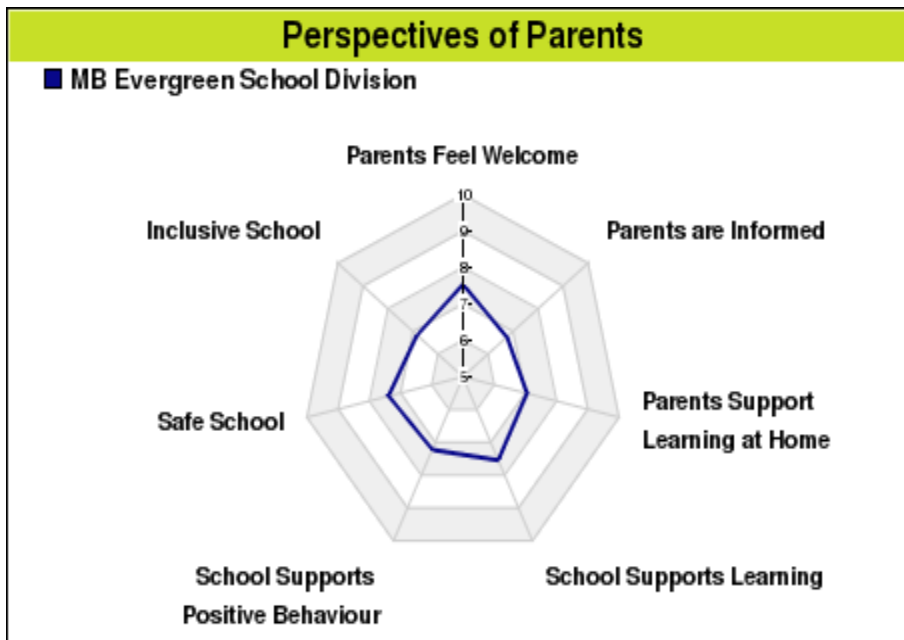 Perspectives of Parents
MB Evergreen School Division
Parents Feel Welcome
10
Inclusive School
9
Parents are Informed
8
7
6
5
Parents Support
Learning at Home
Safe School
School Supports
Positive Behaviour
School Supports Learning